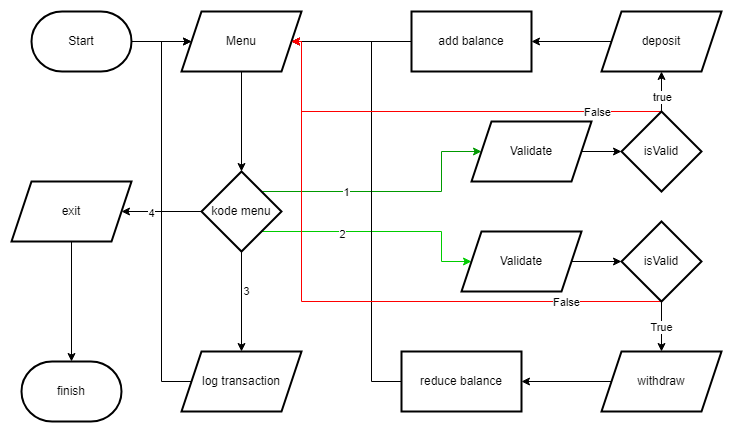 Start
Menu
add balance
deposit
true
False
Validate
isValid
1
exit
4
kode menu
2
Validate
isValid
3
False
True
finish
log transaction
reduce balance
withdraw